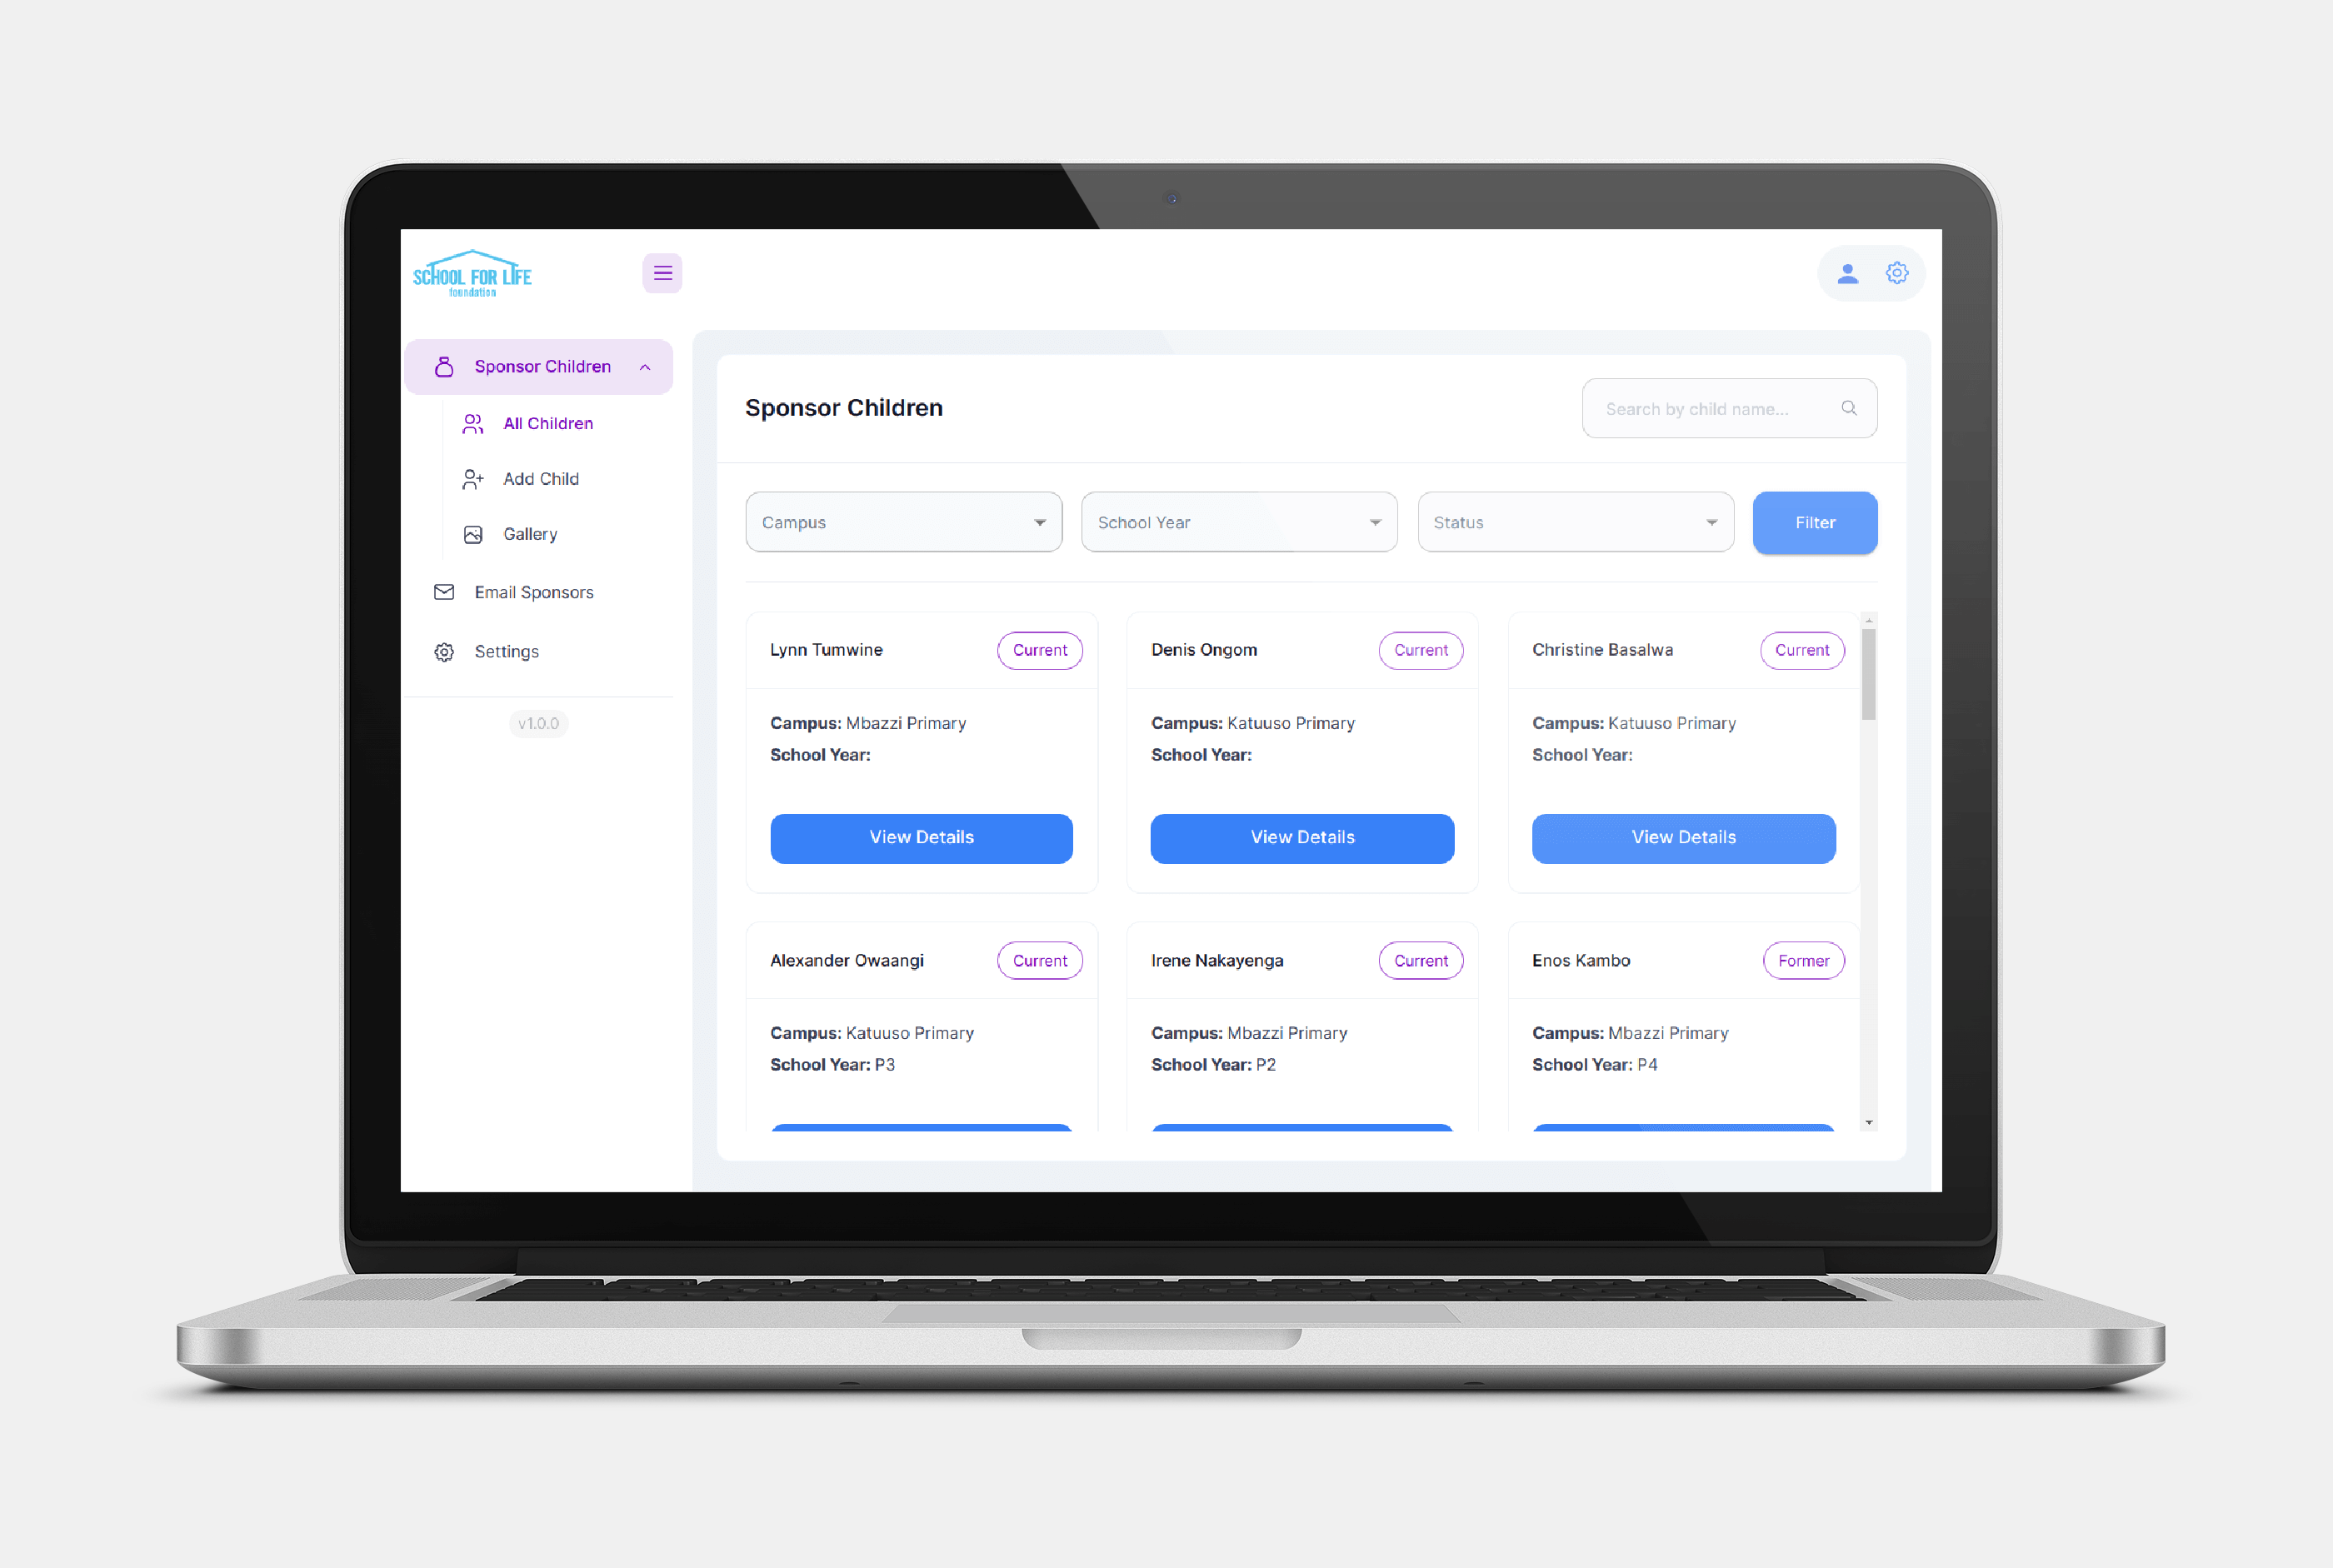 SCHOOL FOR LIFE
foundation
Sponsor Children
All Children
Add Child
Gallery
Email Sponsors
Settings
v1.0.0
Sponsor Children
Search by child name...
Campus
School Year
Status
Filter
Lynn Tumwine
Current
Campus: Mbazzi Primary
School Year:
View Details
Denis Ongom
Current
Campus: Katuuso Primary
School Year:
View Details
Christine Basalwa
Current
Campus: Katuuso Primary
School Year:
View Details
Alexander Owaangi
Current
Campus: Katuuso Primary
School Year: P3
Irene Nakayenga
Current
Campus: Mbazzi Primary
School Year: P2
Enos Kambo
Former
Campus: Mbazzi Primary
School Year: P4